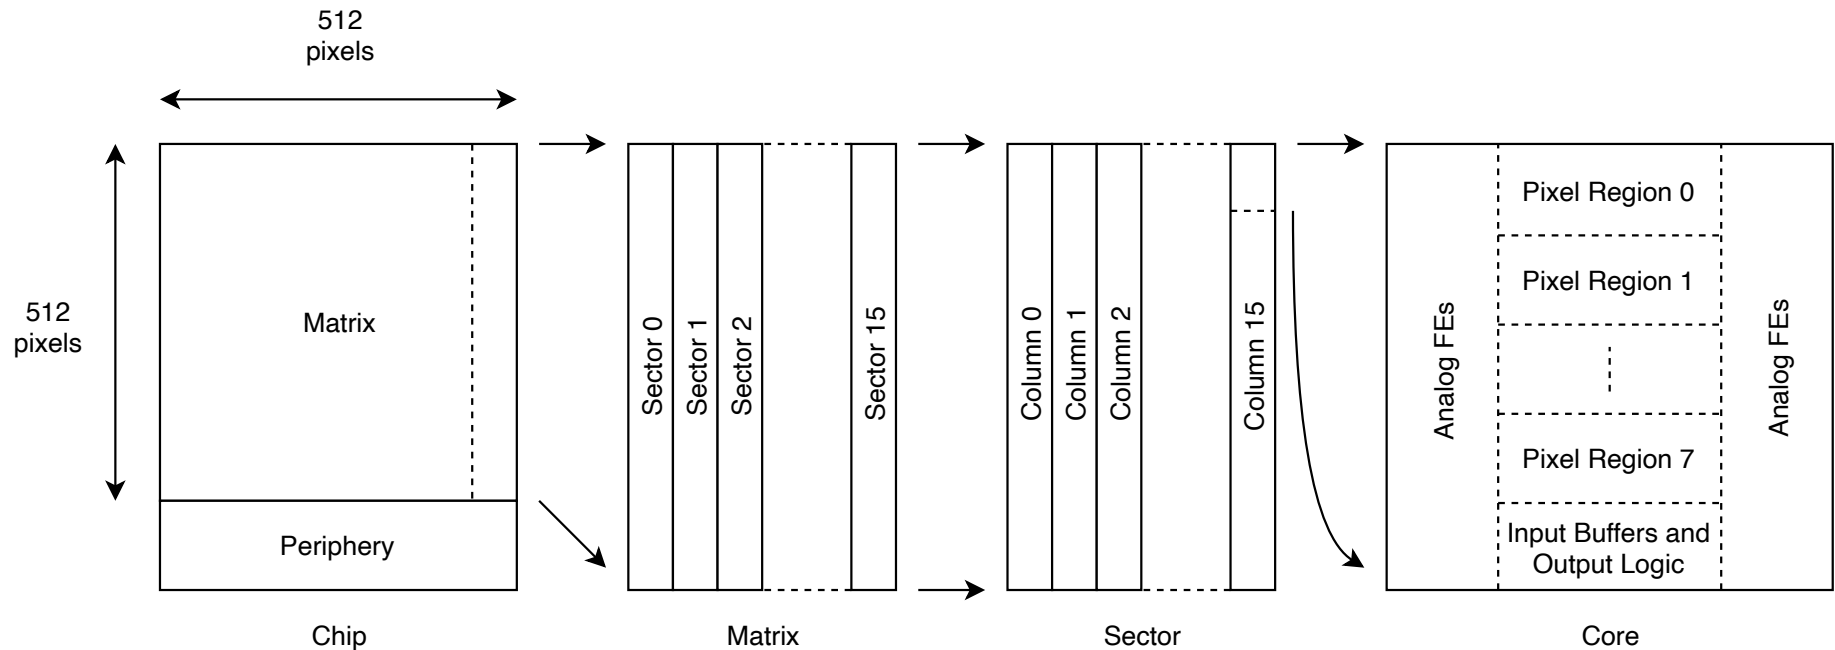 512
pixels
512
pixels
Matrix
Periphery
Chip
Sector 0
Sector 1
Sector 2
Sector 15
Matrix
Column 0
Column 1
Column 2
Column 15
Sector
Analog FEs
Pixel Region 0
Pixel Region 1
Pixel Region 7
Input Buffers and
Output Logic
Analog FEs
Core